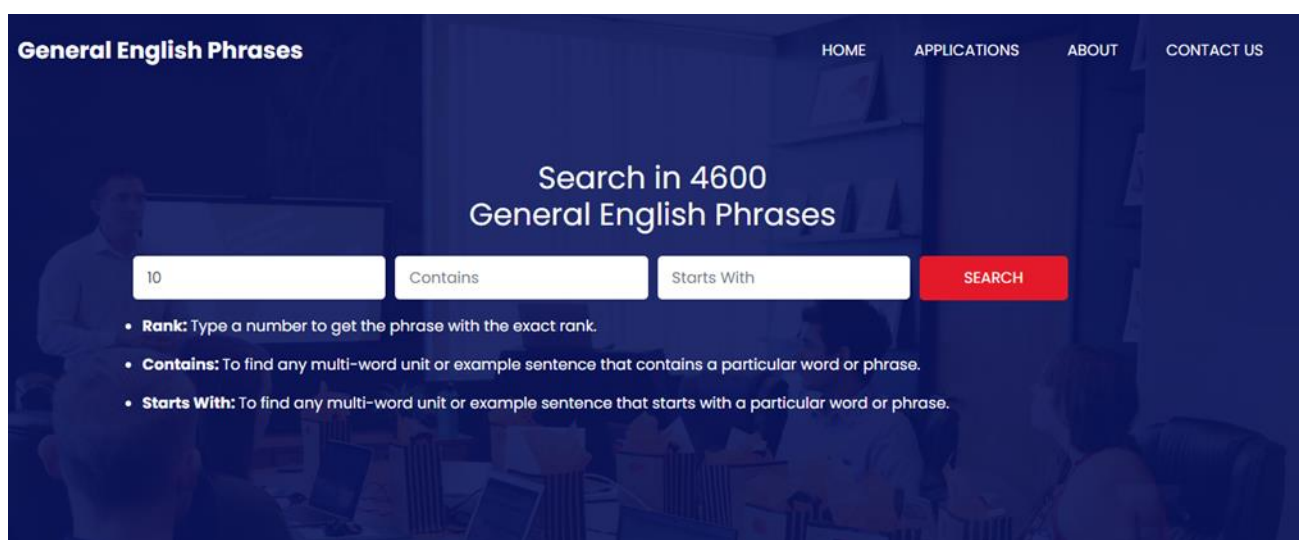 General English Phrases
HOME APPLICATIONS ABOUT CONTACT US
Search in 4600
General English Phrases
10 Contains Starts With SEARCH
• Rank: Type a number to get the phrase with the exact rank.
• Contains: To find any multi-word unit or example sentence that contains a particular word or phrase.
• Starts With: To find any multi-word unit or example sentence that starts with a particular word or phrase.